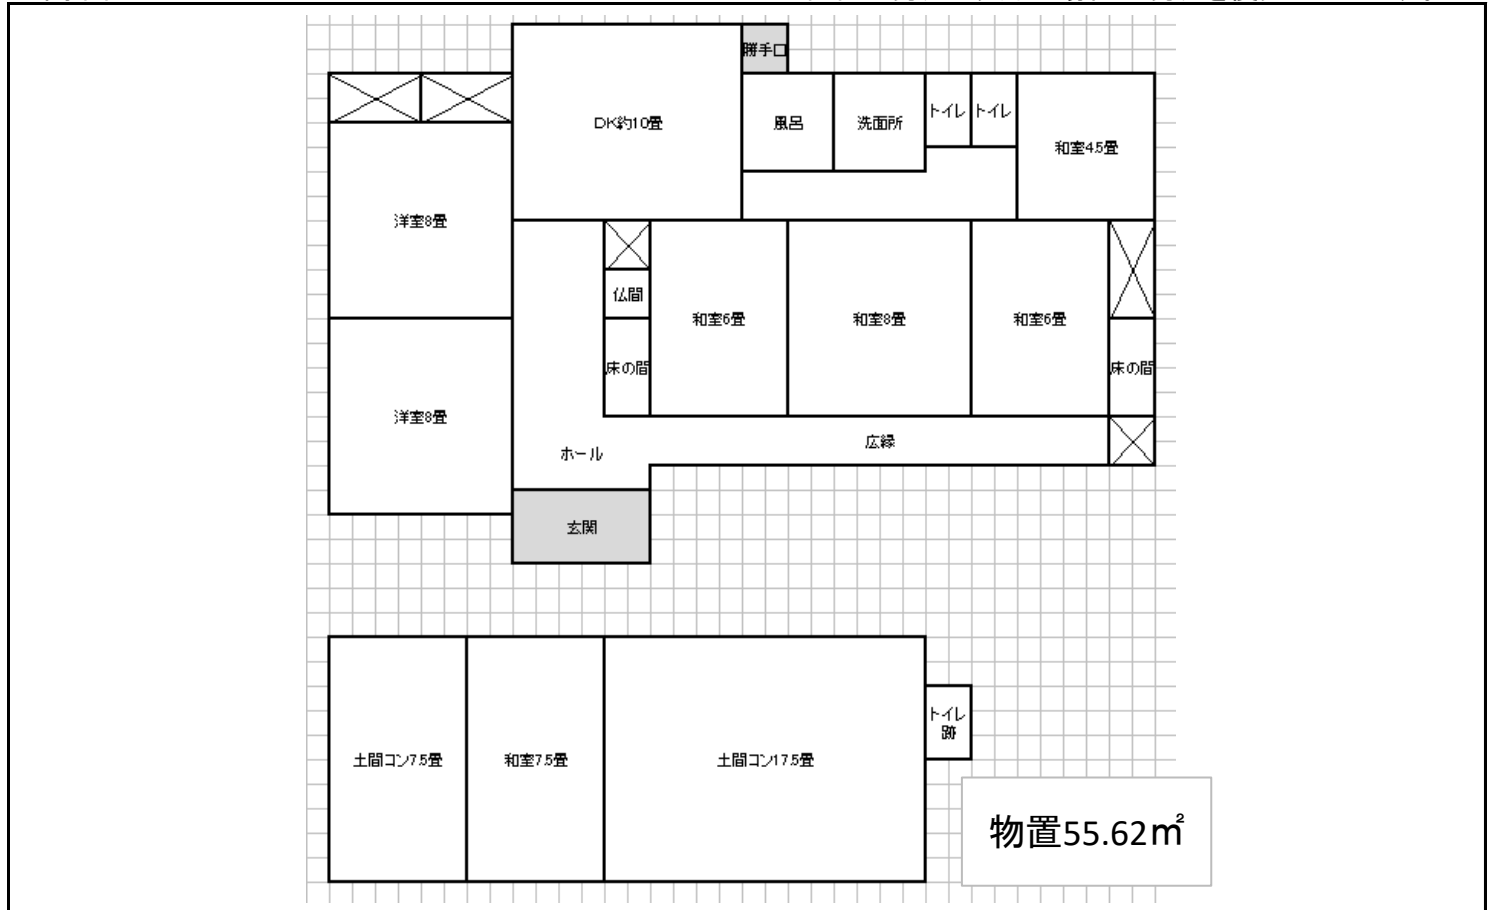 勝手口
DK約10畳
風呂
洗面所
トイレ
トイレ
和室4.5畳
洋室8畳
仏間
和室6畳
和室8畳
和室6畳
床の間
床の間
洋室8畳
広縁
ホール
玄関
トイレ
跡
土間コン7.5畳
和室7.5畳
土間コン17.5畳
物置55.62㎡